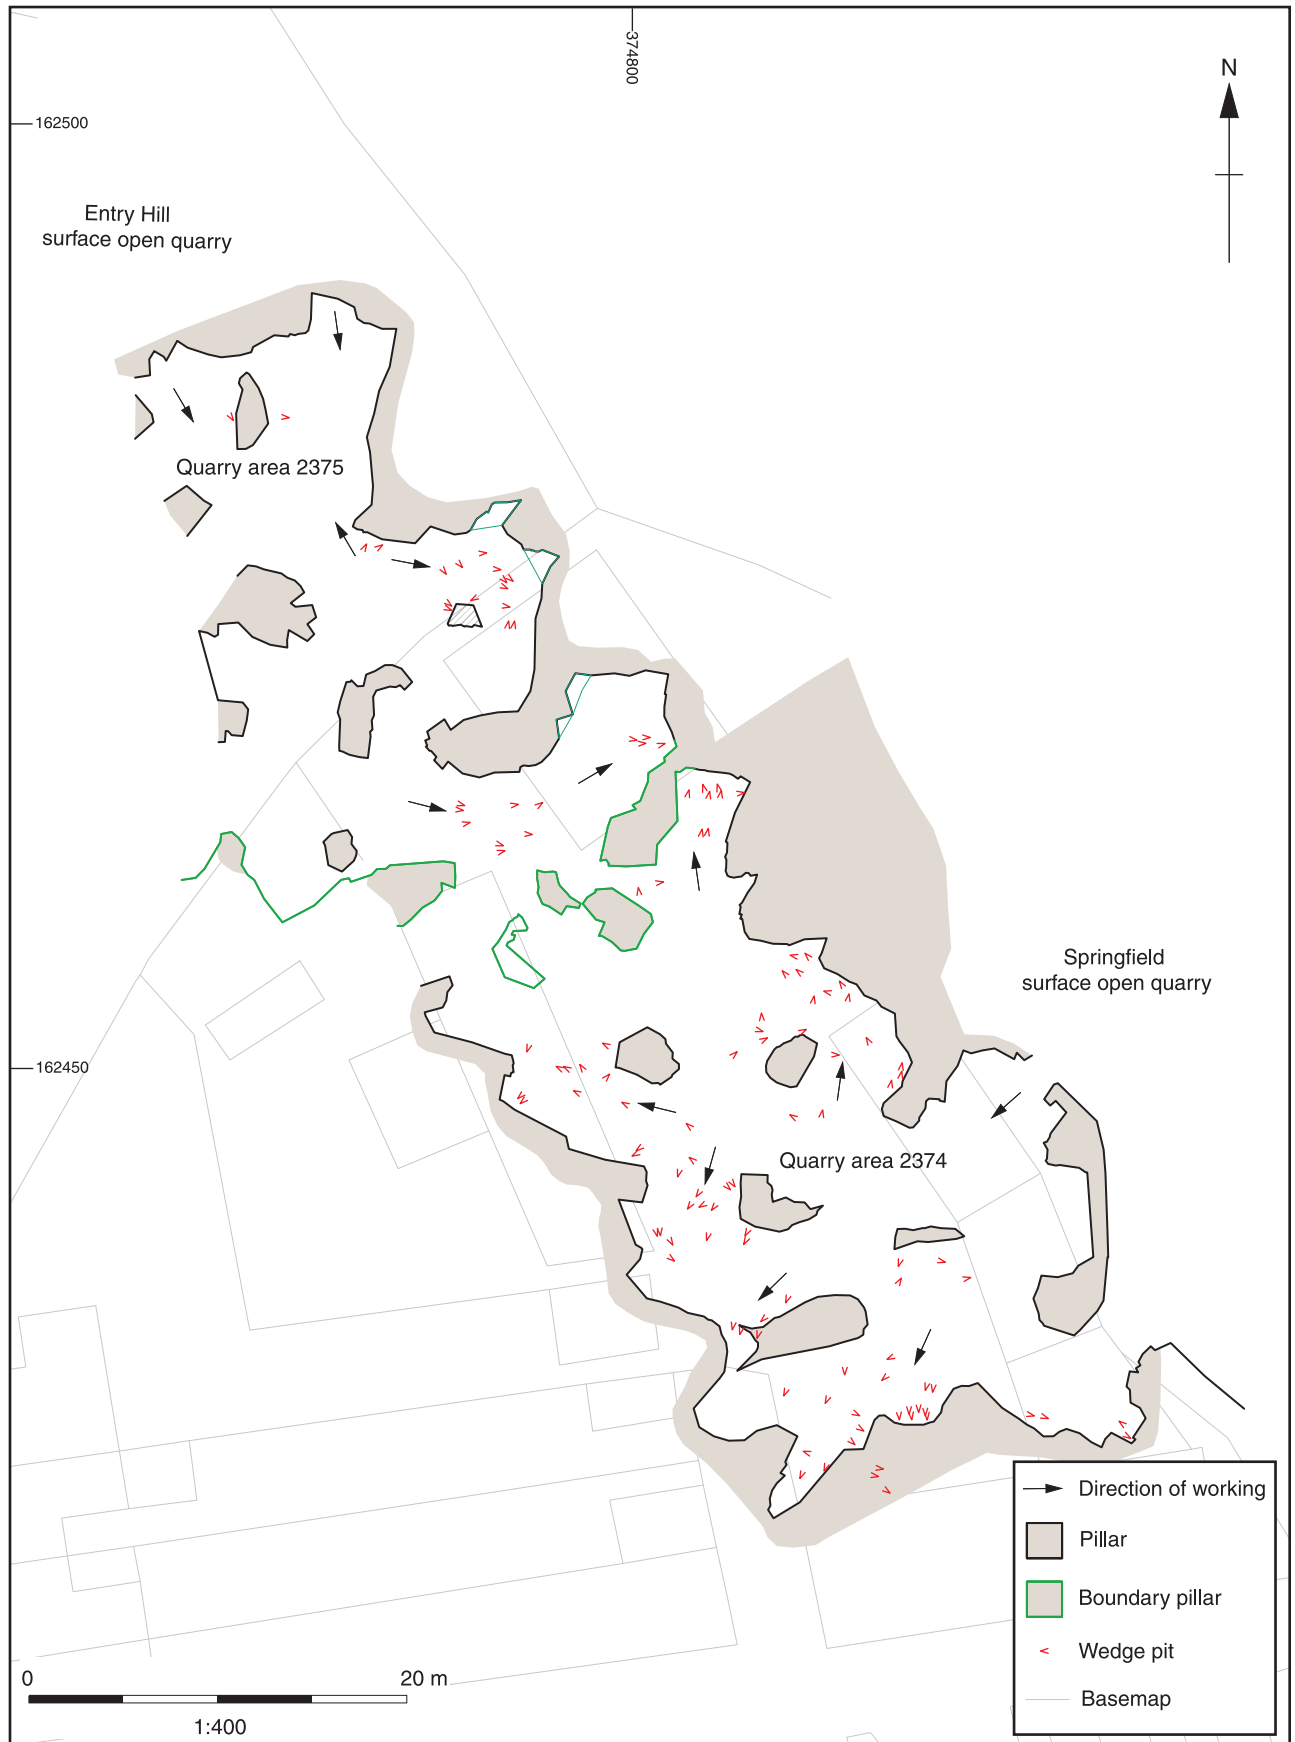 374800
N
162500
Entry Hill
surface open quarry
Quarry area 2375
Springfield
surface open quarry
162450
Quarry area 2374
Direction of working
Pillar
Boundary pillar
Wedge pit
Basemap
0 20 m
1:400